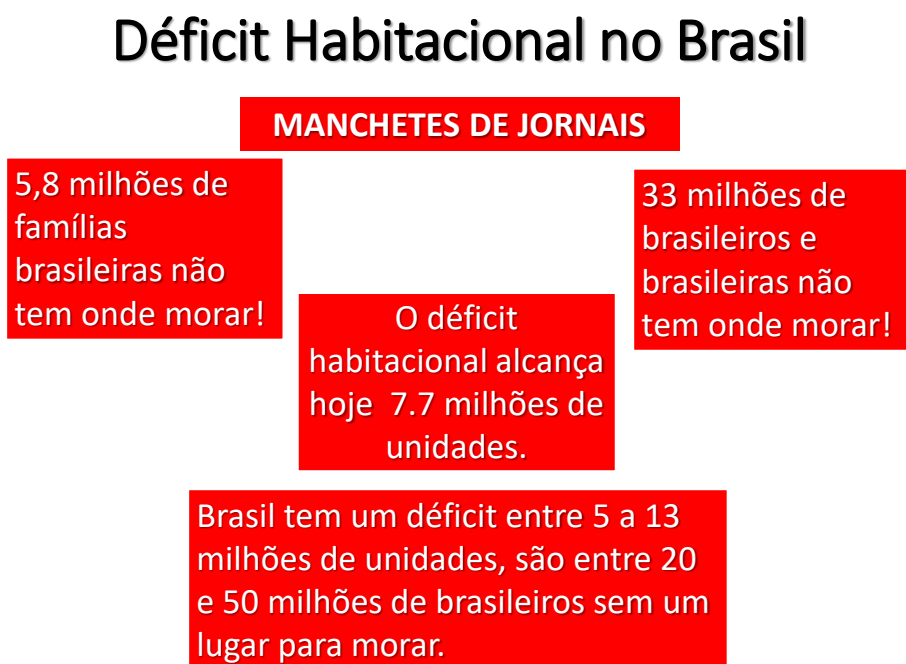 Déficit Habitacional no Brasil
MANCHETES DE JORNAIS
5,8 milhões de
famílias
brasileiras não
tem onde morar!
33 milhões de
brasileiros e
brasileiras não
tem onde morar!
O déficit
habitacional alcança
hoje 7.7 milhões de
unidades.
Brasil tem um déficit entre 5 a 13
milhões de unidades, são entre 20
e 50 milhões de brasileiros sem um
lugar para morar.